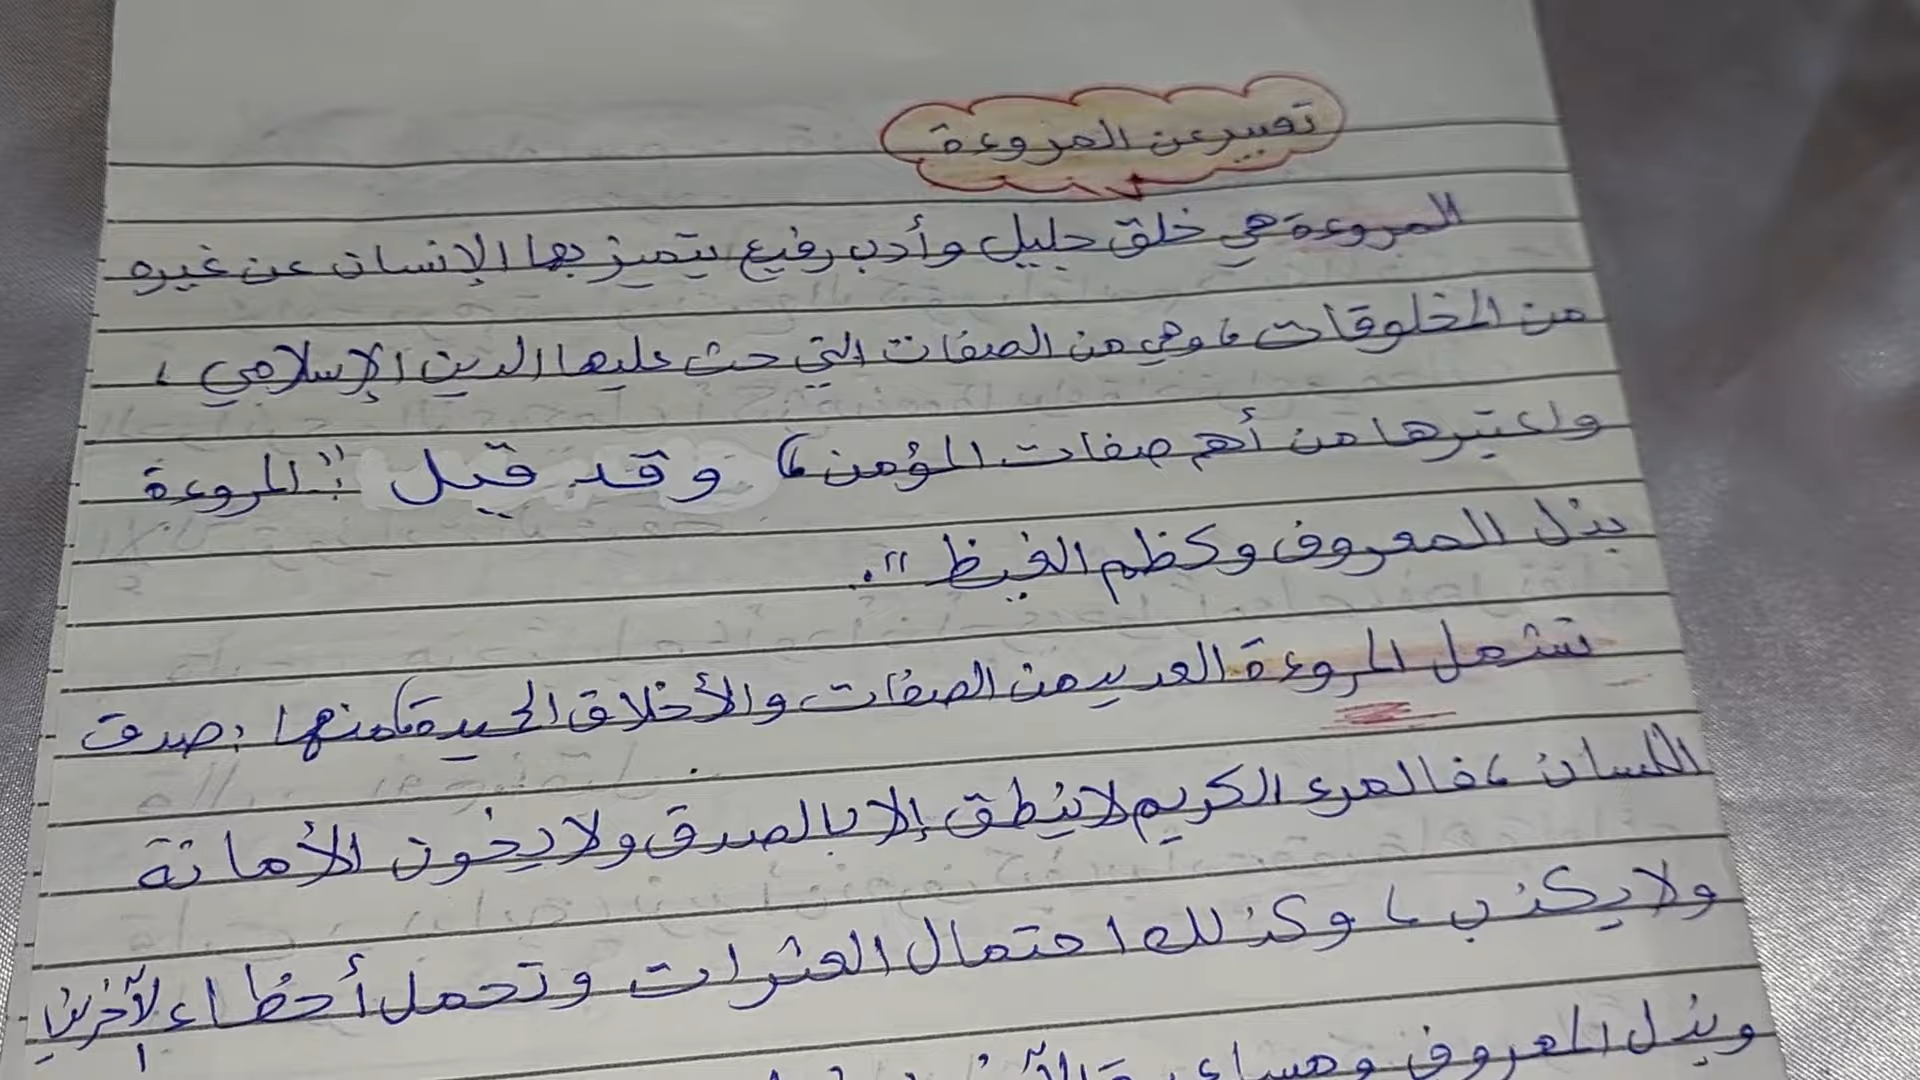 تعبير عن المروءة
المروءة هي خلق جليل وأدب رفيع يتميز بها الإنسان عن غيره
من المخلوقات، وهي من الصفات التي حث عليها الدين الإسلامي،
واعتبرها من أهم صفات المؤمن، وقد قيل "المروءة
بذل المعروف وكظم الغيظ".
تشمل المروءة العديد من الصفات والأخلاق الحميدة، منها: صدق
اللسان، فالمرء الكريم لا ينطق إلا بالصدق ولا يخون الأمانة
ولا يكذب، وكذلك احتمال العثرات وتحمل أخطاء الآخرين
وبذل المعروف